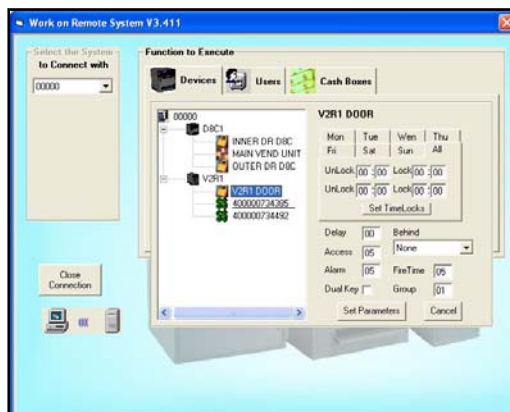 Work on Remote System V3.411
Select the System
to Connect with
00000
Function to Execute
Devices
Users
Cash Boxes
00000
D8C1
INNER DR D8C
MAIN VEND UNIT
OUTER DR D8C
V2R1
V2R1 DOOR
400000734385
400000734492
V2R1 DOOR
Mon Tue Wen Thu
Fri Sat Sun All
UnLock 00 :00 Lock 00 :00
UnLock 00 :00 Lock 00 :00
Set TimeLocks
Delay 00 Behind
Access 05 None
Alarm 05 FireTime 05
Dual Key Group 01
Set Parameters Cancel
Close
Connection